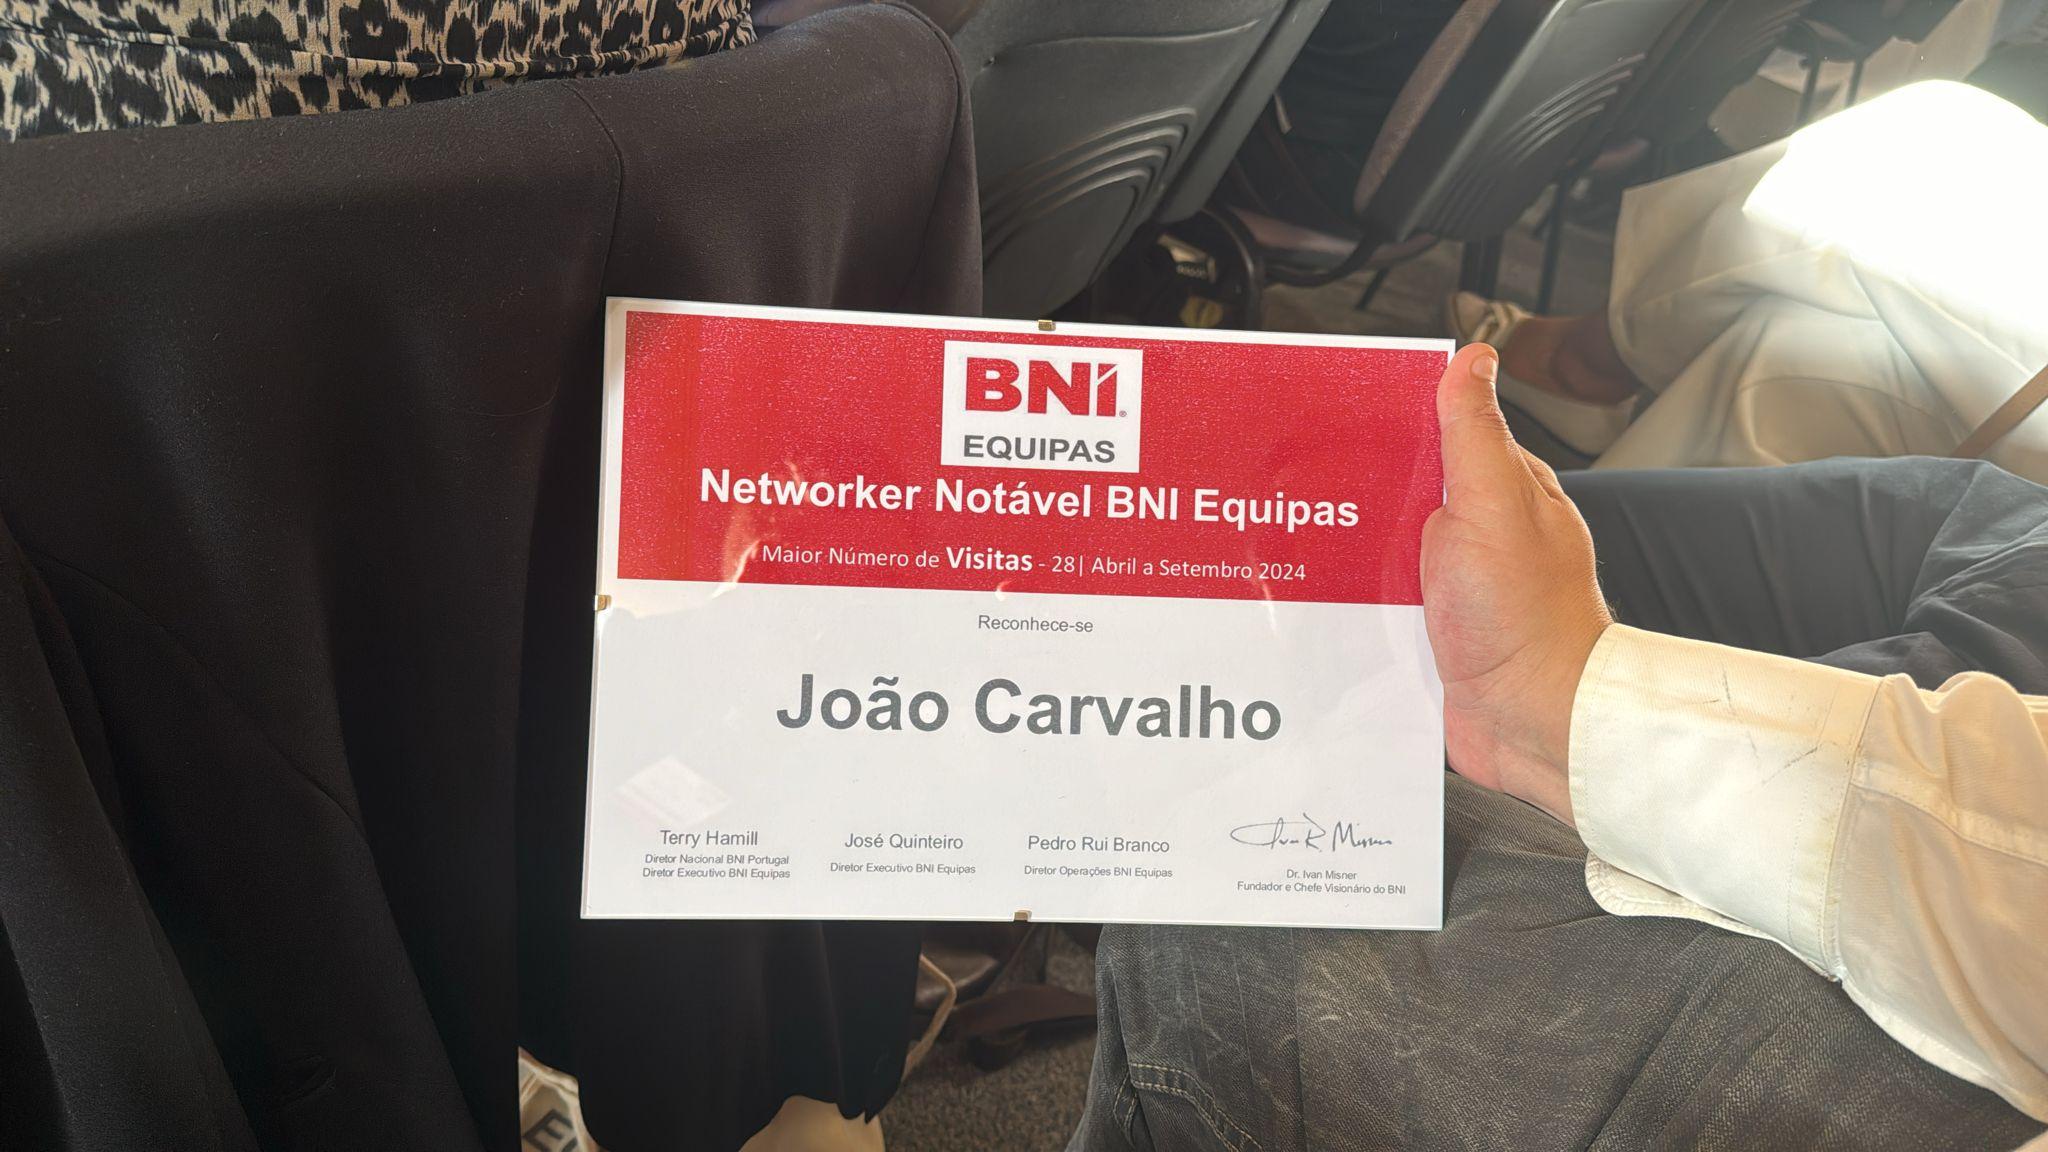 BNI®
EQUIPAS
Networker Notável BNI Equipas
Maior Número de Visitas - 28| Abril a Setembro 2024
Reconhece-se
João Carvalho
Terry Hamill
Diretor Nacional BNI Portugal
Diretor Executivo BNI Equipas
José Quinteiro
Diretor Executivo BNI Equipas
Pedro Rui Branco
Diretor Operações BNI Equipas
Ivan R. Misner
Dr. Ivan Misner
Fundador e Chefe Visionário do BNI